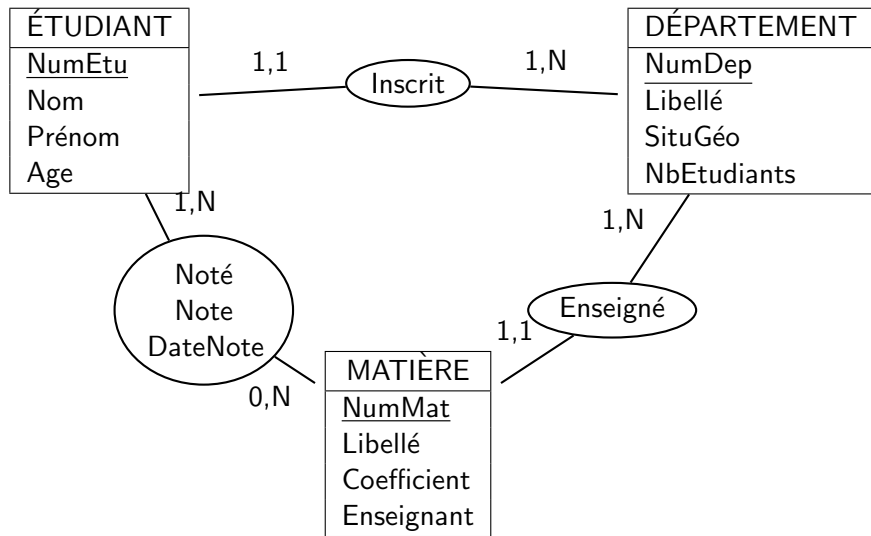 ÉTUDIANT
NumEtu
Nom
Prénom
Age
1,1
Inscrit
1,N
DÉPARTEMENT
NumDep
Libellé
SituGéo
NbEtudiants
1,N
Noté
Note
DateNote
0,N
1,N
Enseigné
1,1
MATIÈRE
NumMat
Libellé
Coefficient
Enseignant